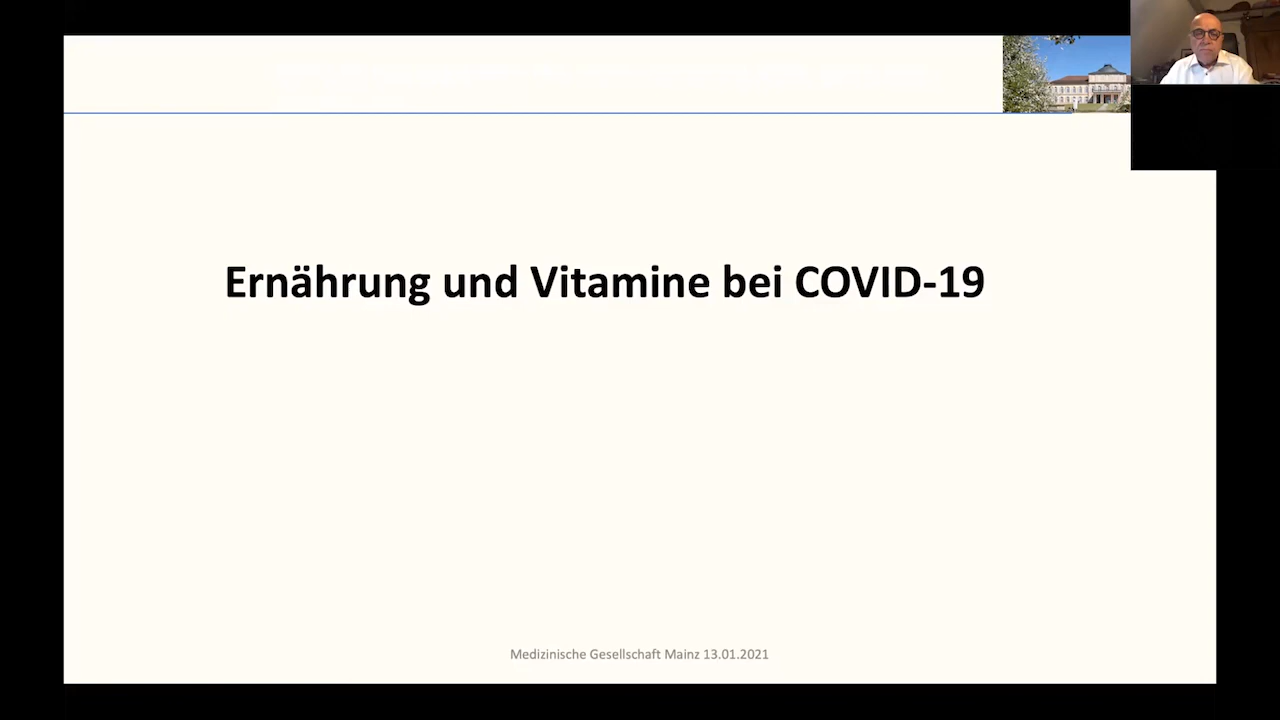 Ernährung und Vitamine bei COVID-19
Medizinische Gesellschaft Mainz 13.01.2021